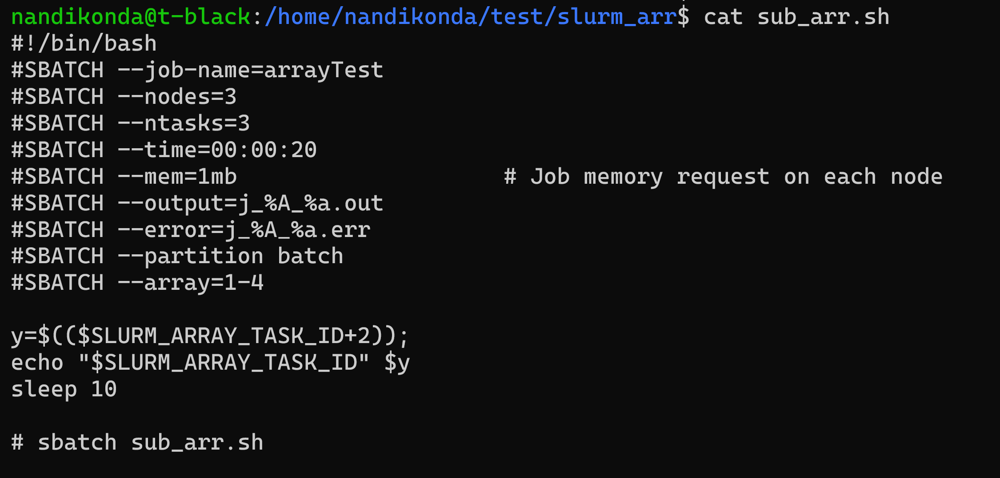 nandikonda@t-black:/home/nandikonda/test/slurm_arr$ cat sub_arr.sh
#!/bin/bash
#SBATCH --job-name=arrayTest
#SBATCH --nodes=3
#SBATCH --ntasks=3
#SBATCH --time=00:00:20
#SBATCH --mem=1mb                    # Job memory request on each node
#SBATCH --output=j_%A_%a.out
#SBATCH --error=j_%A_%a.err
#SBATCH --partition batch
#SBATCH --array=1-4

y=$(($SLURM_ARRAY_TASK_ID+2));
echo "$SLURM_ARRAY_TASK_ID" $y
sleep 10

# sbatch sub_arr.sh